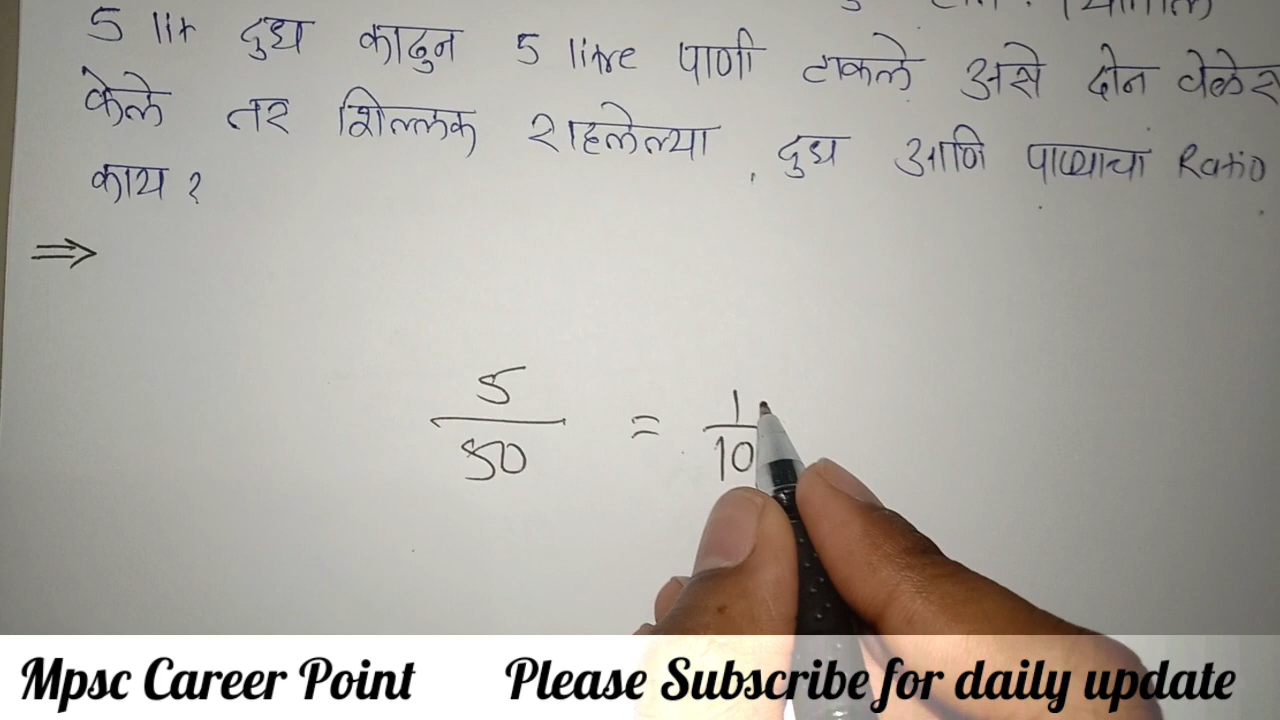 5 lit दुध काढुन 5 litre पाणी टाकले असे दोन वेळेस
केले तर शिल्लक राहलेल्या दुध आणि पाण्याचा Ratio
काय ?
⇒
5/50 = 1/10
Mpsc Career Point Please Subscribe for daily update